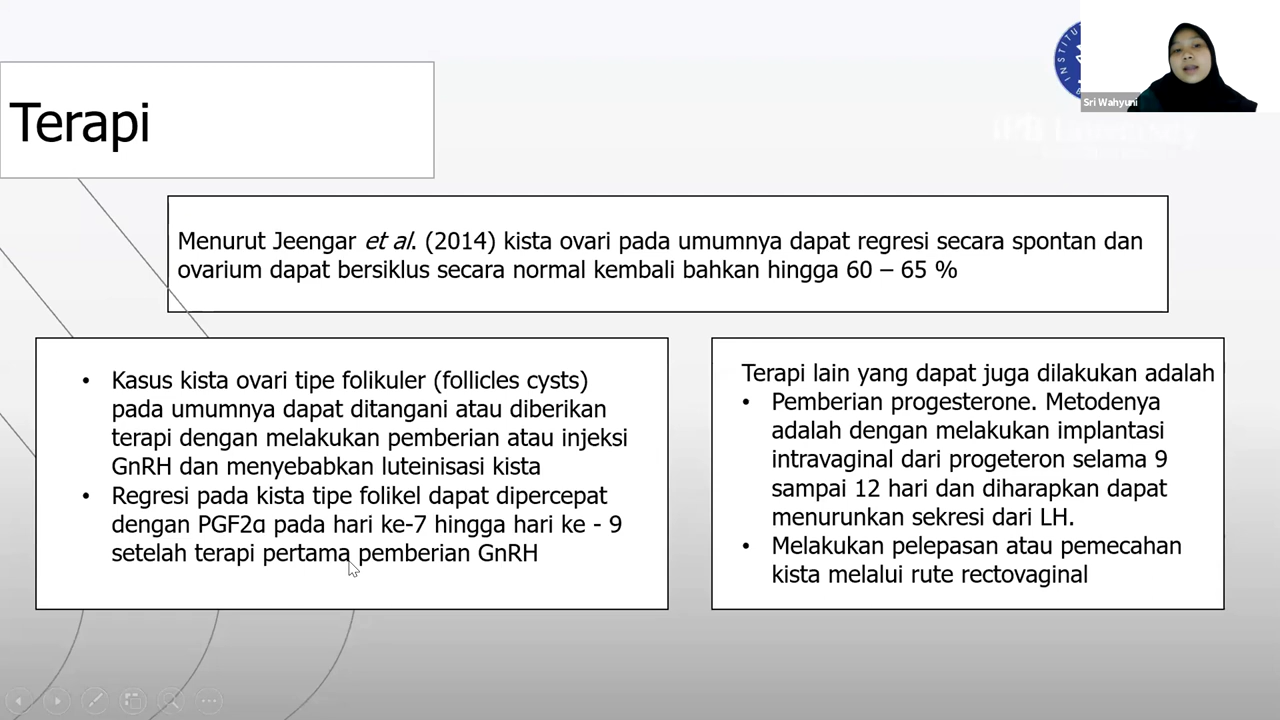 INSTITU
Sri Wahyuni
Terapi
Menurut Jeengar et al. (2014) kista ovari pada umumnya dapat regresi secara spontan dan
ovarium dapat bersiklus secara normal kembali bahkan hingga 60 – 65 %
• Kasus kista ovari tipe folikuler (follicles cysts)
pada umumnya dapat ditangani atau diberikan
terapi dengan melakukan pemberian atau injeksi
GnRH dan menyebabkan luteinisasi kista
• Regresi pada kista tipe folikel dapat dipercepat
dengan PGF2α pada hari ke-7 hingga hari ke - 9
setelah terapi pertama pemberian GnRH
Terapi lain yang dapat juga dilakukan adalah
• Pemberian progesterone. Metodenya
adalah dengan melakukan implantasi
intravaginal dari progeteron selama 9
sampai 12 hari dan diharapkan dapat
menurunkan sekresi dari LH.
• Melakukan pelepasan atau pemecahan
kista melalui rute rectovaginal